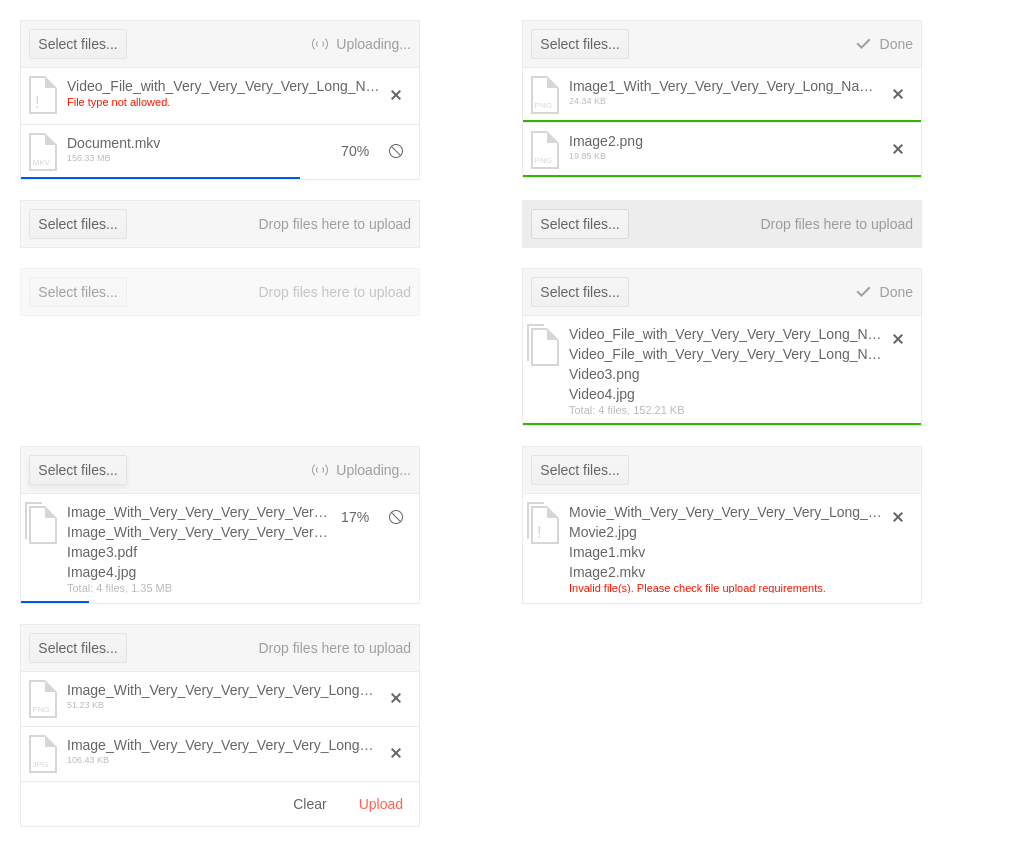 Select files...
Uploading...
Video_File_with_Very_Very_Very_Very_Long_N...
File type not allowed.
!
Document.mkv
156.33 MB
MKV
70%
Select files...
Done
Image1_With_Very_Very_Very_Very_Long_Na...
24.34 KB
PNG
Image2.png
19.85 KB
PNG
Select files...
Drop files here to upload
Select files...
Drop files here to upload
Select files...
Drop files here to upload
Select files...
Done
Video_File_with_Very_Very_Very_Very_Long_N...
Video_File_with_Very_Very_Very_Very_Long_N...
Video3.png
Video4.jpg
Total: 4 files, 152.21 KB
Select files...
Uploading...
Image_With_Very_Very_Very_Very_Ver...
17%
Image_With_Very_Very_Very_Very_Ver...
Image3.pdf
Image4.jpg
Total: 4 files, 1.35 MB
Select files...
Movie_With_Very_Very_Very_Very_Very_Long_...
!
Movie2.jpg
Image1.mkv
Image2.mkv
Invalid file(s). Please check file upload requirements.
Select files...
Drop files here to upload
Image_With_Very_Very_Very_Very_Very_Long...
51.23 KB
PNG
Image_With_Very_Very_Very_Very_Very_Long...
106.43 KB
JPG
Clear
Upload